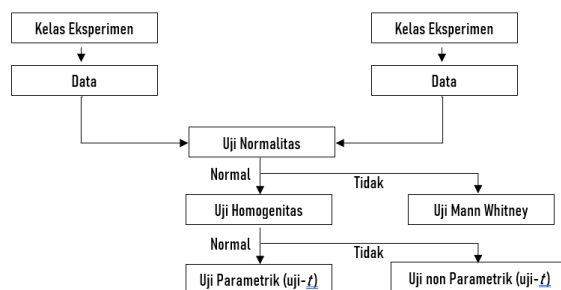 Kelas Eksperimen
Kelas Eksperimen
Data
Data
Uji Normalitas
Normal
Tidak
Uji Homogenitas
Uji Mann Whitney
Normal
Tidak
Uji Parametrik (uji-t)
Uji non Parametrik (uji-t)